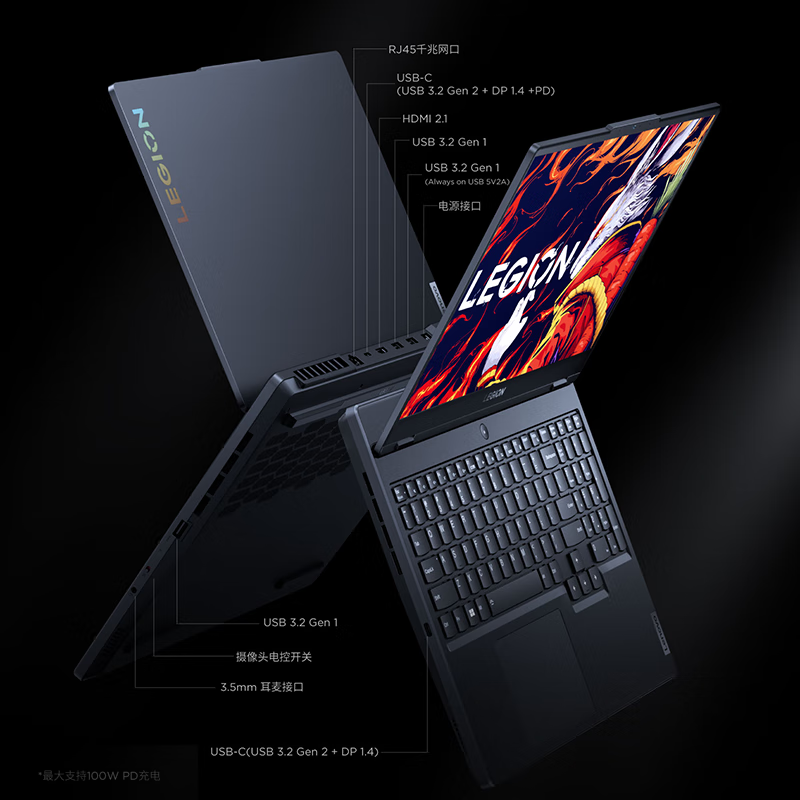 RJ45千兆网口
USB-C
(USB 3.2 Gen 2 + DP 1.4 +PD)
HDMI 2.1
USB 3.2 Gen 1
USB 3.2 Gen 1
(Always on USB 5V2A)
电源接口
LEGION
LEGION
LEGION
USB 3.2 Gen 1
摄像头电控开关
3.5mm 耳麦接口
USB-C(USB 3.2 Gen 2 + DP 1.4)
*最大支持100W PD充电